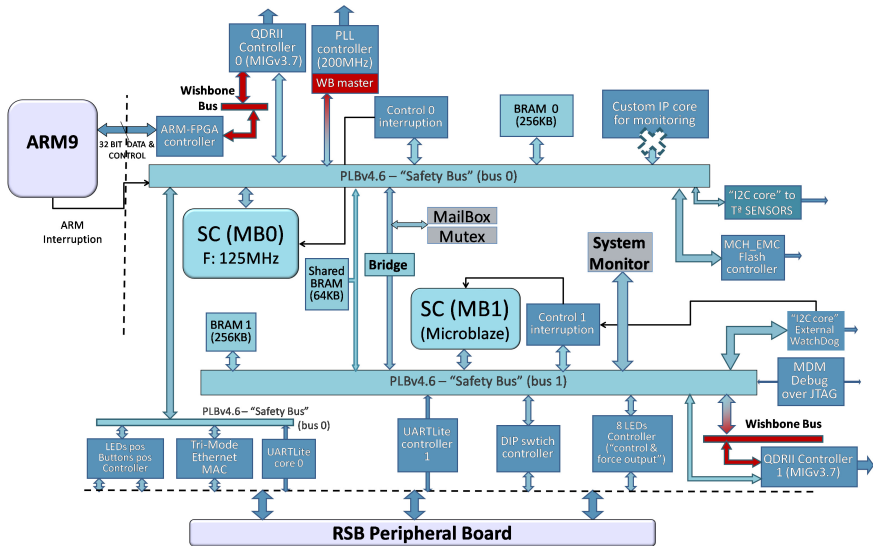 QDRII
Controller
0 (MIGv3.7)
PLL
controller
(200MHz)
WB master
Wishbone
Bus
ARM9
32 BIT DATA &
CONTROL
ARM-FPGA
controller
Control 0
interruption
BRAM 0
(256KB)
Custom IP core
for monitoring
PLBv4.6 – “Safety Bus” (bus 0)
ARM
Interruption
SC (MB0)
F: 125MHz
MailBox
Mutex
“I2C core” to
Tª SENSORS
MCH_EMC
Flash
controller
System
Monitor
Shared
BRAM
(64KB)
Bridge
SC (MB1)
(Microblaze)
Control 1
interruption
“I2C core”
External
WatchDog
BRAM 1
(256KB)
PLBv4.6 – “Safety Bus” (bus 1)
MDM
Debug
over JTAG
PLBv4.6 – “Safety Bus”
(bus 0)
LEDs pos
Buttons pos
Controller
Tri-Mode
Ethernet
MAC
UARTLite
core 0
UARTLite
controller
1
DIP swtich
controller
8 LEDs
Controller
(“control &
force output”)
Wishbone Bus
QDRII Controller
1 (MIGv3.7)
RSB Peripheral Board